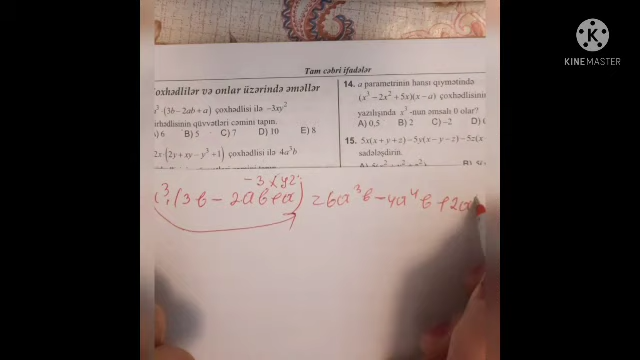 KINEMASTER
Tam cəbri ifadələr
çoxhədlilər və onlar üzərində əməllər
·(3b−2ab+a) çoxhədlisi ilə −3xy²
birhədlisinin qüvvətləri cəmini tapın.
6 B) 5 C) 7 D) 10 E) 8
2x·(2y+xy−y³+1) çoxhədlisi ilə 4a³b
14. a parametrinin hansı qiymətində
(x³−2x²+5x)(x−a) çoxhədlisinin
yazılışında x³-nun əmsalı 0 olar?
A) 0,5 B) 2 C) −2 D)
15. 5x(x+y+z)−5y(x−y−z)−5z(x
sadələşdirin.
−3xy²
(3b−2ab+a)=6a³b−4a⁴b+2a